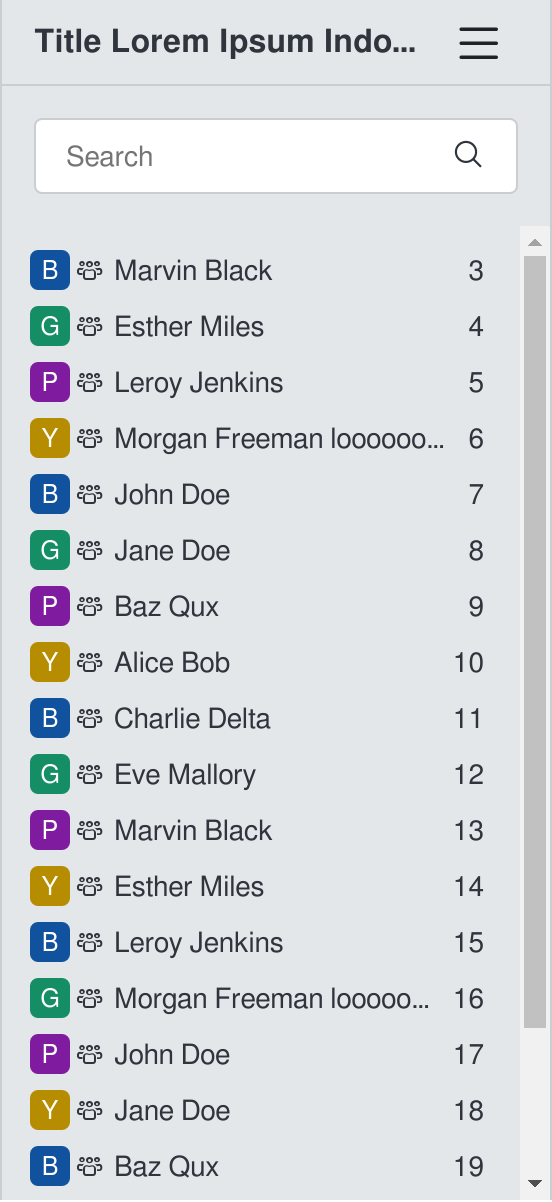 Title Lorem Ipsum Indo...
Search
B Marvin Black 3
G Esther Miles 4
P Leroy Jenkins 5
Y Morgan Freeman loooooo... 6
B John Doe 7
G Jane Doe 8
P Baz Qux 9
Y Alice Bob 10
B Charlie Delta 11
G Eve Mallory 12
P Marvin Black 13
Y Esther Miles 14
B Leroy Jenkins 15
G Morgan Freeman looooo... 16
P John Doe 17
Y Jane Doe 18
B Baz Qux 19